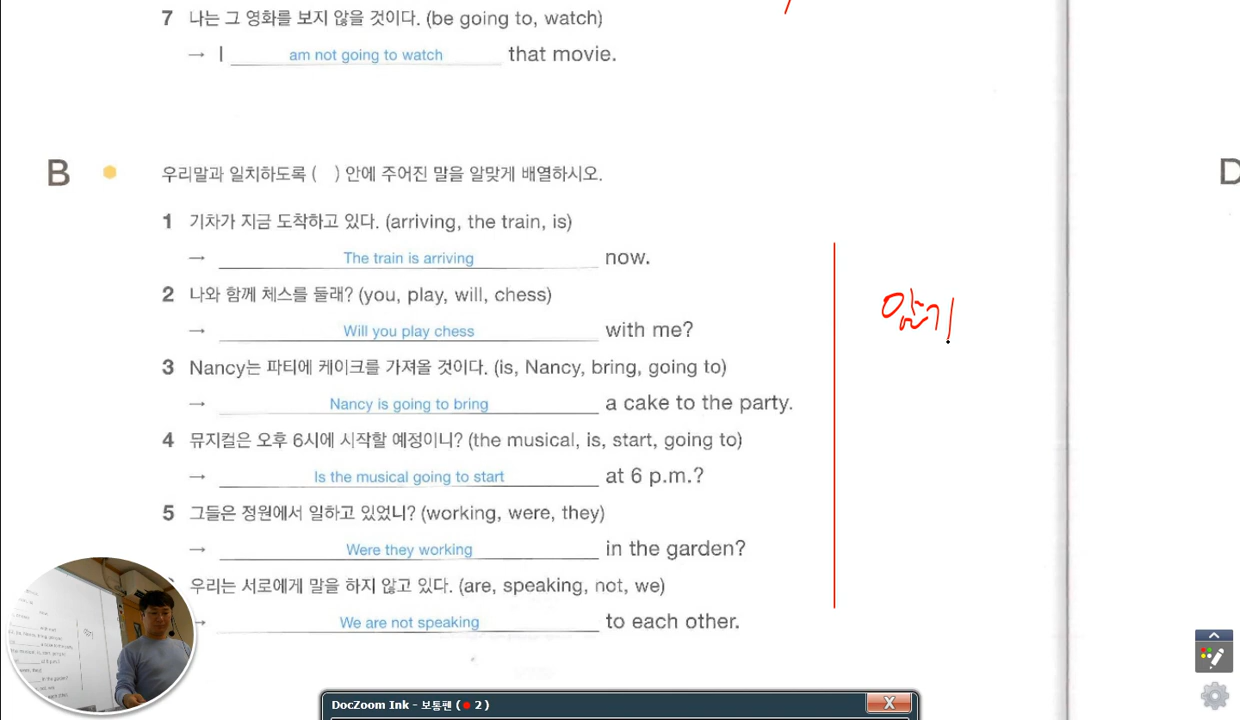 7 나는 그 영화를 보지 않을 것이다. (be going to, watch)
→ I am not going to watch that movie.
B
우리말과 일치하도록 ( ) 안에 주어진 말을 알맞게 배열하시오.
D
1 기차가 지금 도착하고 있다. (arriving, the train, is)
→ The train is arriving now.
2 나와 함께 체스를 둘래? (you, play, will, chess)
→ Will you play chess with me?
암기
3 Nancy는 파티에 케이크를 가져올 것이다. (is, Nancy, bring, going to)
→ Nancy is going to bring a cake to the party.
4 뮤지컬은 오후 6시에 시작할 예정이니? (the musical, is, start, going to)
→ Is the musical going to start at 6 p.m.?
5 그들은 정원에서 일하고 있었니? (working, were, they)
→ Were they working in the garden?
우리는 서로에게 말을 하지 않고 있다. (are, speaking, not, we)
→ We are not speaking to each other.
DocZoom Ink - 보통펜 ( 2 )
X